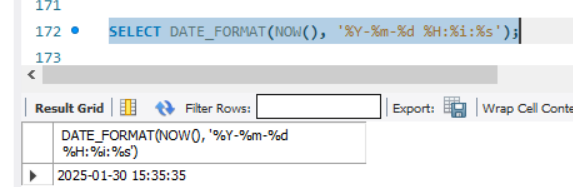 171
172 SELECT DATE_FORMAT(NOW(), '%Y-%m-%d %H:%i:%s');
173
Result Grid Filter Rows: Export: Wrap Cell Conte
DATE_FORMAT(NOW(), '%Y-%m-%d
%H:%i:%s')
2025-01-30 15:35:35